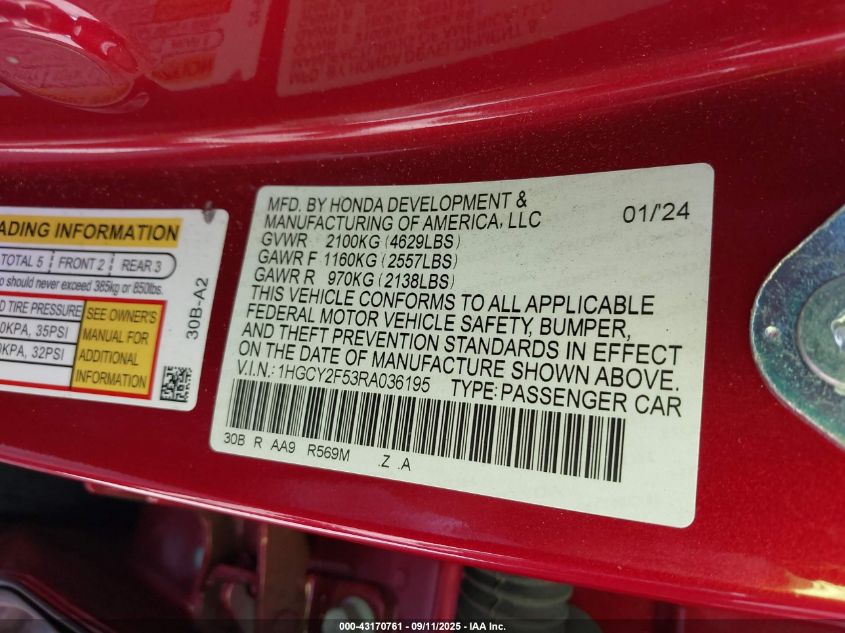 ADING INFORMATION
TOTAL 5 FRONT 2 REAR 3
o should never exceed 385kg or 850lbs.
D TIRE PRESSURE
0KPA, 35PSI
0KPA, 32PSI
SEE OWNER'S
MANUAL FOR
ADDITIONAL
INFORMATION
30B-A2
MFD. BY HONDA DEVELOPMENT &
MANUFACTURING OF AMERICA, LLC 01/24
GVWR 2100KG (4629LBS)
GAWR F 1160KG (2557LBS)
GAWR R 970KG (2138LBS)
THIS VEHICLE CONFORMS TO ALL APPLICABLE
FEDERAL MOTOR VEHICLE SAFETY, BUMPER,
AND THEFT PREVENTION STANDARDS IN EFFECT
ON THE DATE OF MANUFACTURE SHOWN ABOVE.
V.I.N.: 1HGCY2F53RA036195 TYPE: PASSENGER CAR
30B R AA9 R569M .Z .A
000-43170761 - 09/11/2025 - IAA Inc.